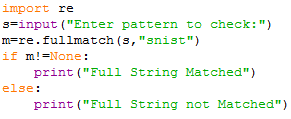 import re
s=input("Enter pattern to check:")
m=re.fullmatch(s,"snist")
if m!=None:
    print("Full String Matched")
else:
    print("Full String not Matched")